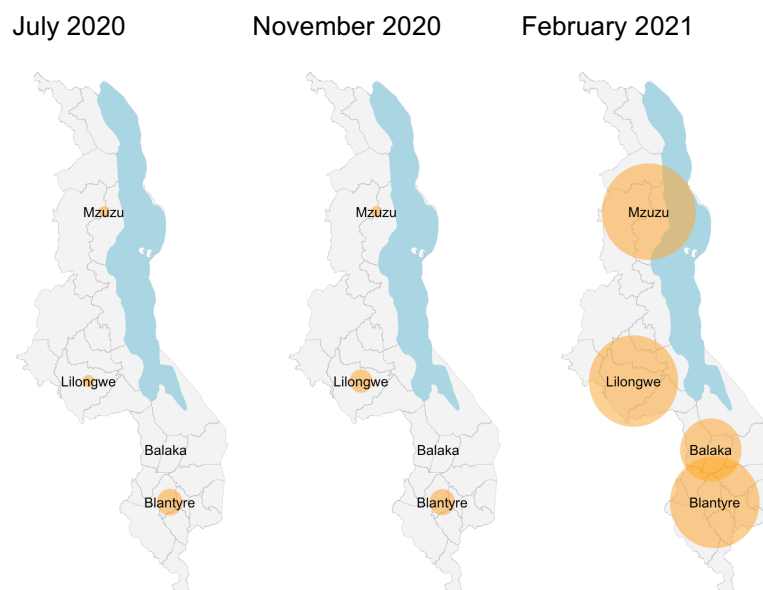 July 2020
November 2020
February 2021
Mzuzu
Mzuzu
Mzuzu
Lilongwe
Lilongwe
Lilongwe
Balaka
Balaka
Balaka
Blantyre
Blantyre
Blantyre